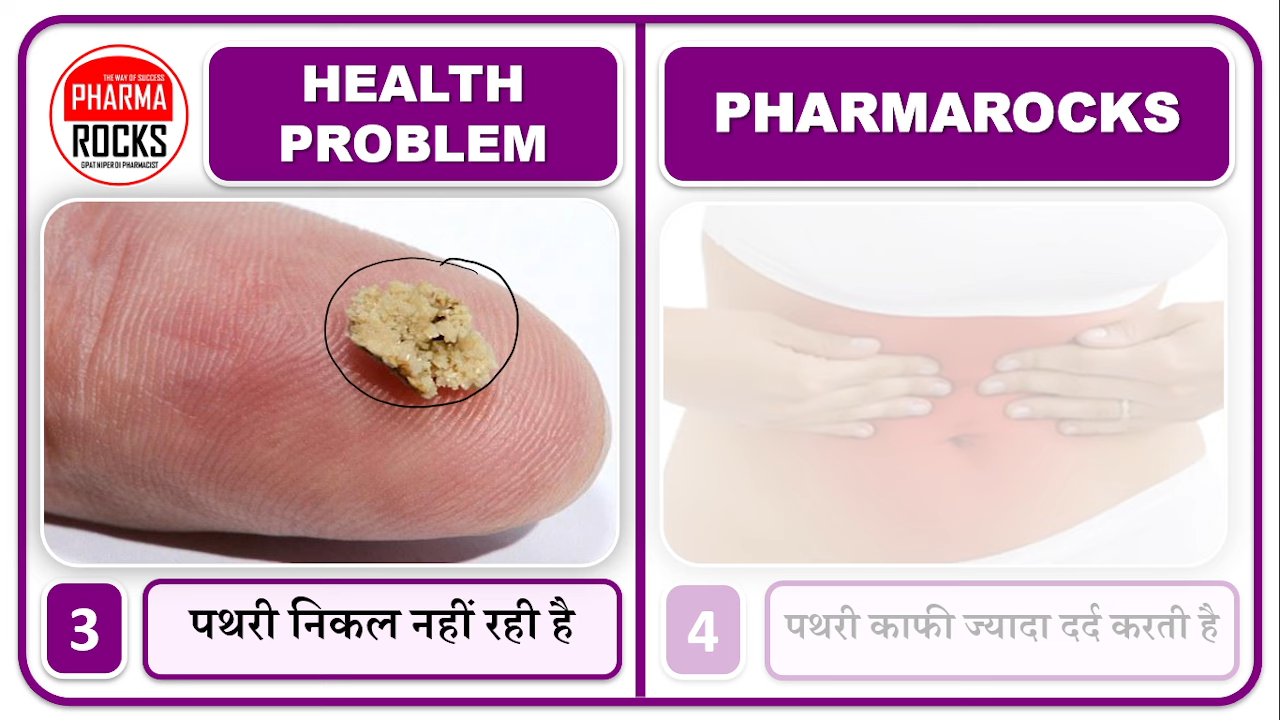 THE WAY OF SUCCESS
PHARMA
ROCKS
GPAT NIPER DI PHARMACIST
HEALTH
PROBLEM
PHARMAROCKS
3
पथरी निकल नहीं रही है
4
पथरी काफी ज्यादा दर्द करती है